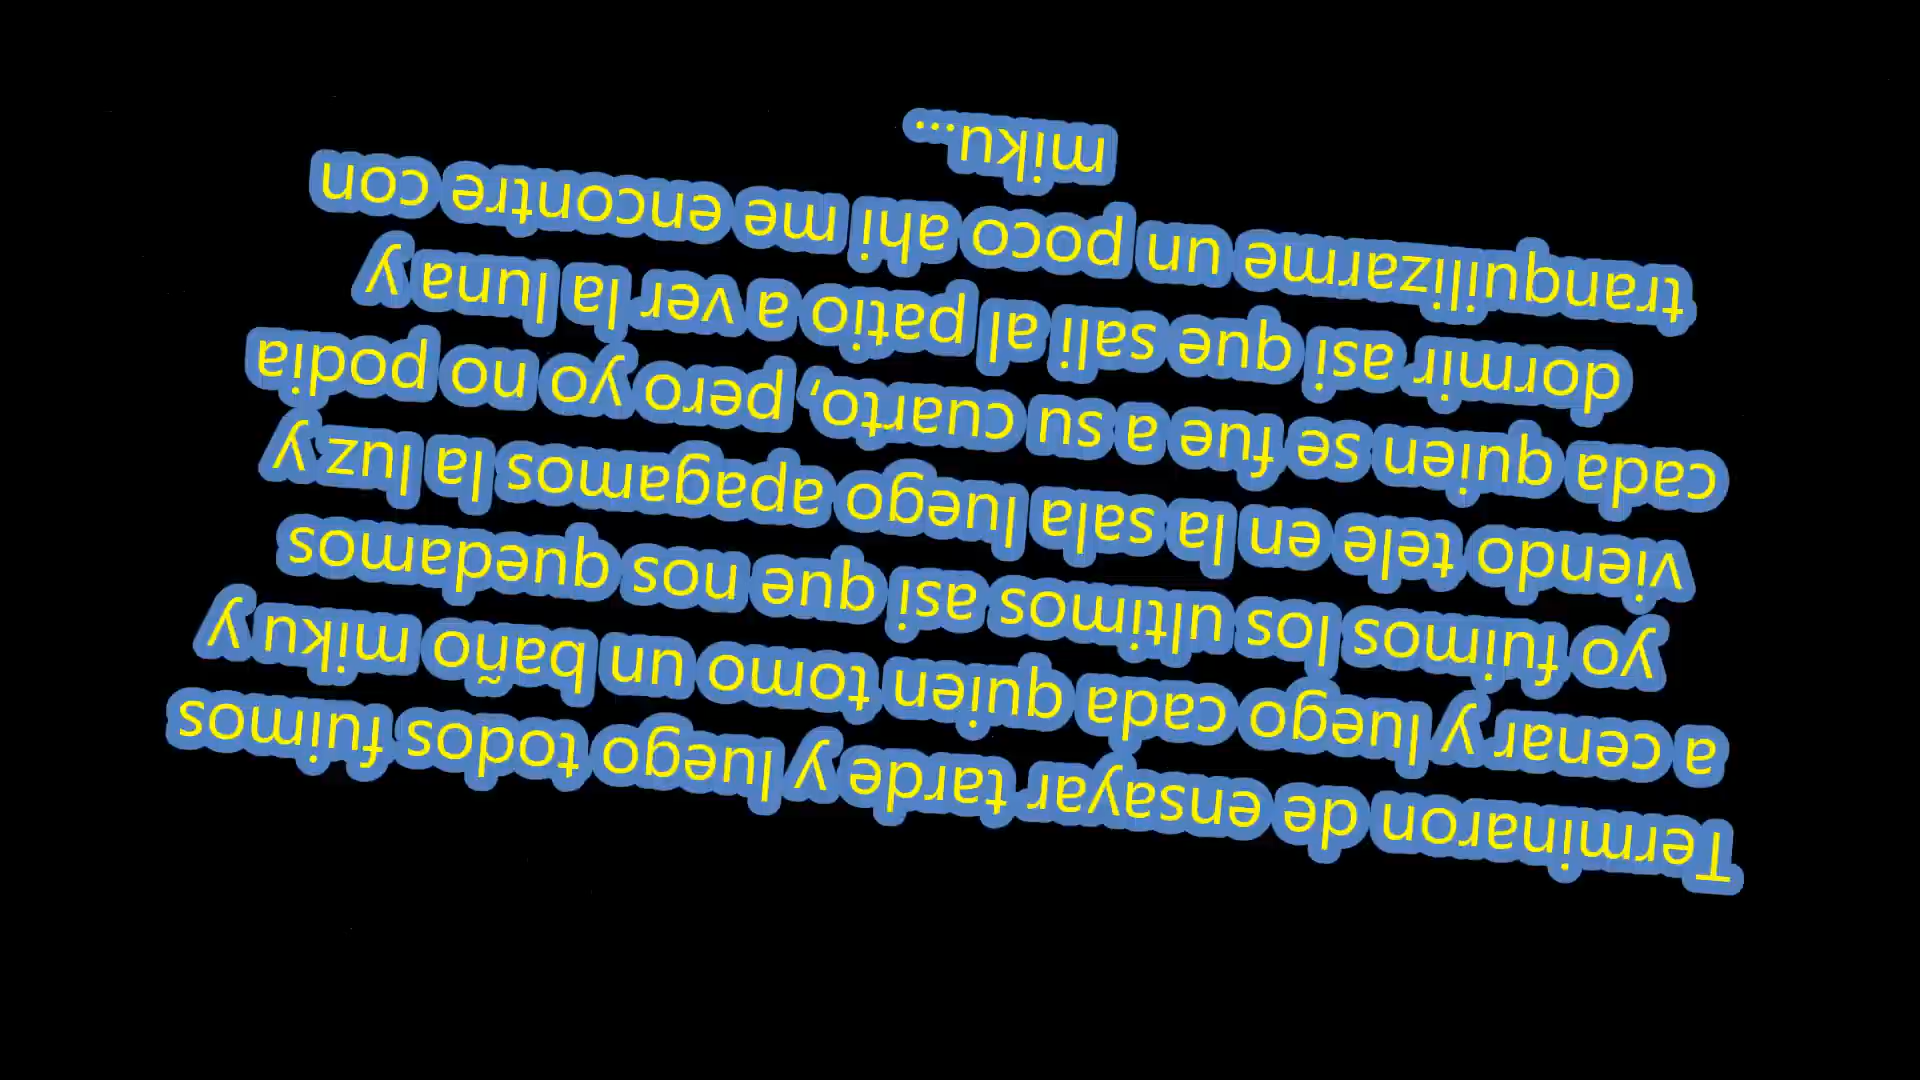 Terminaron de ensayar tarde y luego todos fuimos
a cenar y luego cada quien tomo un baño miku y
yo fuimos los ultimos asi que nos quedamos
viendo tele en la sala luego apagamos la luz y
cada quien se fue a su cuarto, pero yo no podia
dormir asi que sali al patio a ver la luna y
tranquilizarme un poco ahi me encontre con
miku...